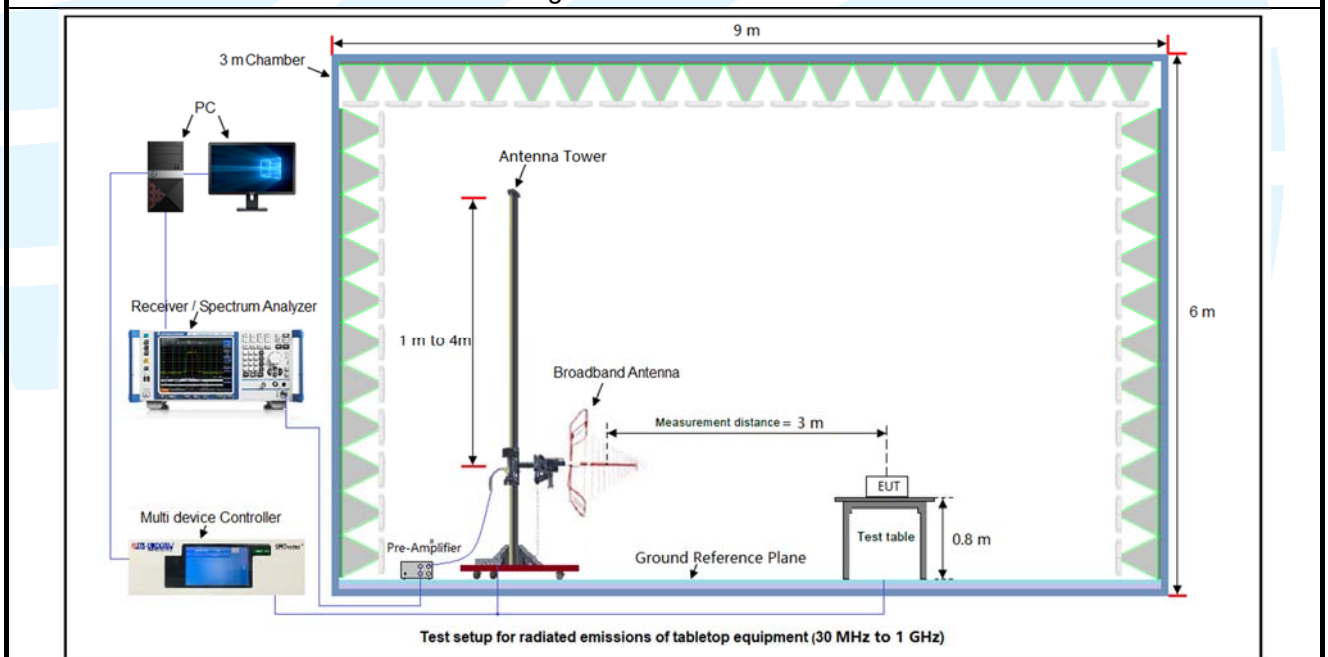 9 m
3 m Chamber
PC
Antenna Tower
Receiver / Spectrum Analyzer
1 m to 4m
6 m
Broadband Antenna
Measurement distance = 3 m
EUT
Multi device Controller
Pre-Amplifier
Test table
0.8 m
Ground Reference Plane
Test setup for radiated emissions of tabletop equipment (30 MHz to 1 GHz)